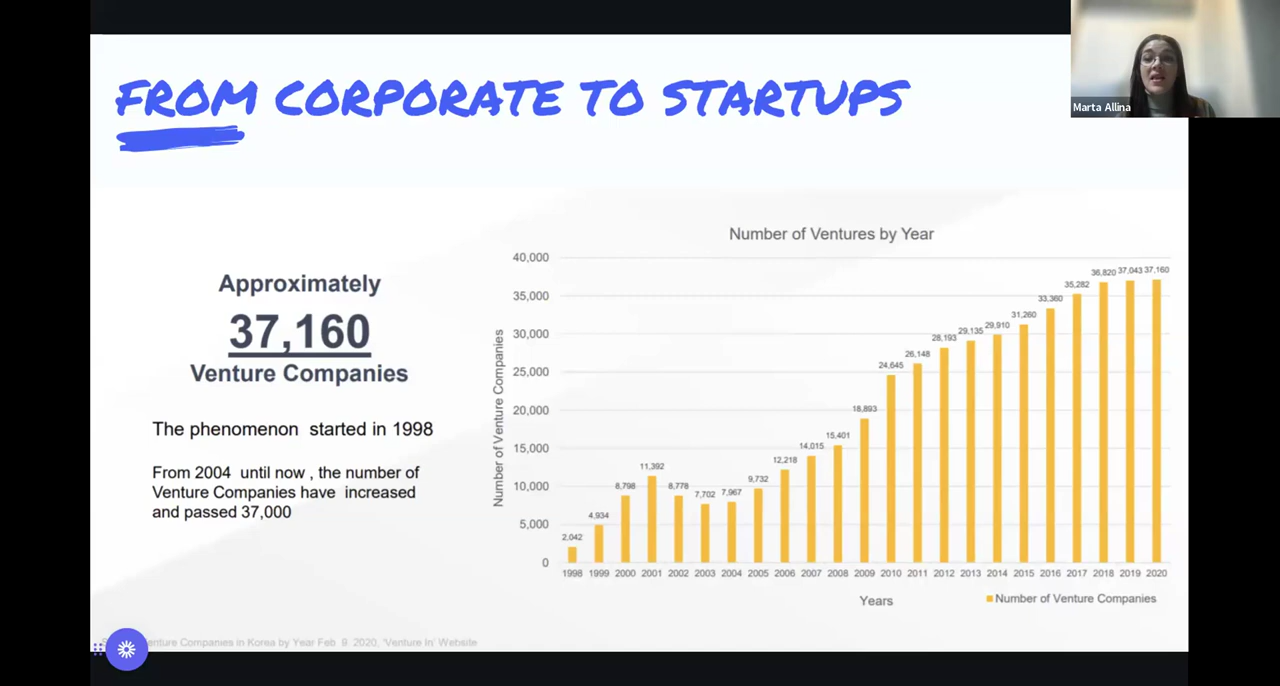 FROM CORPORATE TO STARTUPS
Marta Allina
Approximately
37,160
Venture Companies
The phenomenon started in 1998
From 2004 until now , the number of
Venture Companies have increased
and passed 37,000
Number of Ventures by Year
Number of Venture Companies
40,000
35,000
30,000
25,000
20,000
15,000
10,000
5,000
0
2,042
4,934
8,798
11,392
8,778
7,702
7,967
9,732
12,218
14,015
15,401
18,893
24,645
26,148
28,193
29,135
29,910
31,260
33,360
35,282
36,820
37,043
37,160
1998 1999 2000 2001 2002 2003 2004 2005 2006 2007 2008 2009 2010 2011 2012 2013 2014 2015 2016 2017 2018 2019 2020
Years
Number of Venture Companies
Companies in Korea by Year Feb 9. 2020, 'Venture In' Website